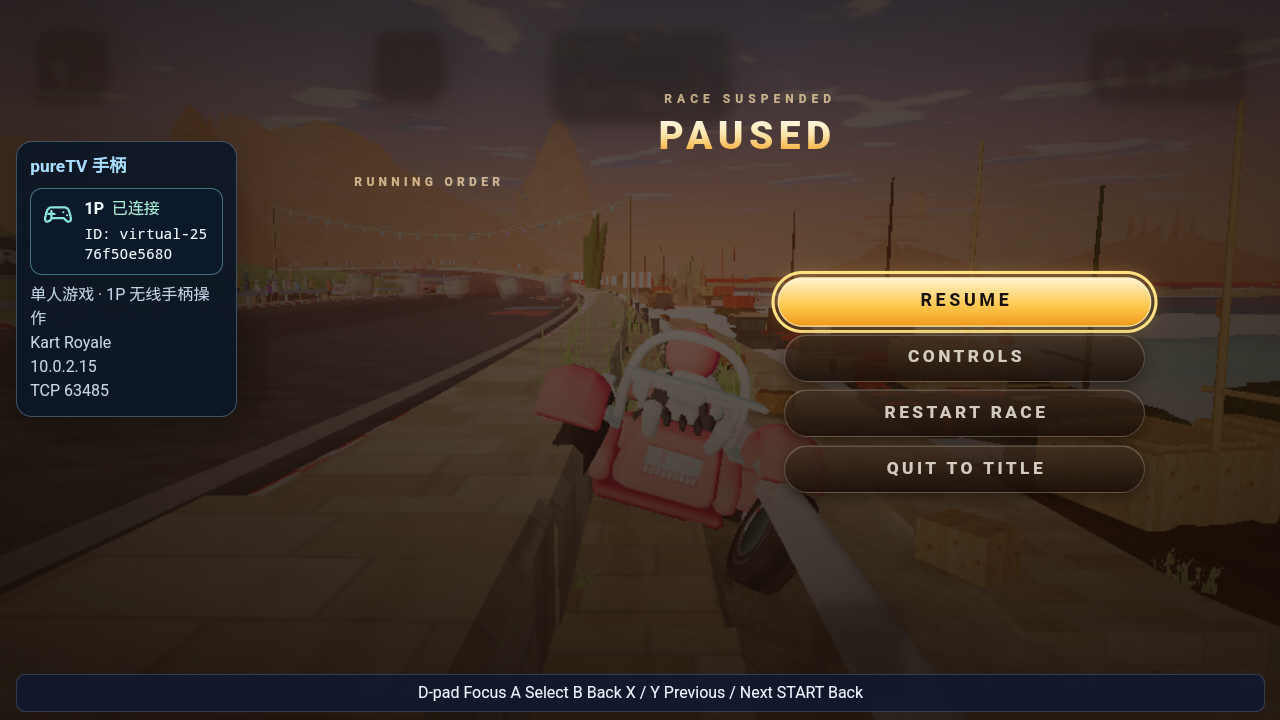 RACE SUSPENDED
PAUSED
RUNNING ORDER
pureTV 手柄
1P 已连接
ID: virtual-25
76f50e5680
单人游戏 · 1P 无线手柄操
作
Kart Royale
10.0.2.15
TCP 63485
RESUME
CONTROLS
RESTART RACE
QUIT TO TITLE
D-pad Focus A Select B Back X / Y Previous / Next START Back